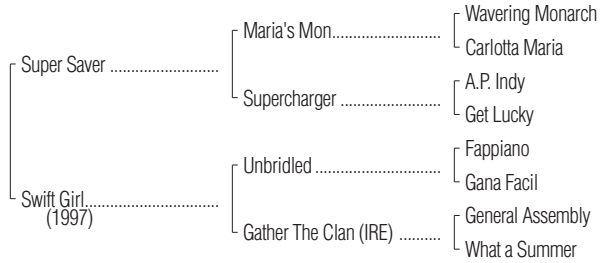 Wavering Monarch
Maria's Mon
Carlotta Maria
Super Saver
A.P. Indy
Supercharger
Get Lucky
Fappiano
Unbridled
Gana Facil
Swift Girl
(1997)
General Assembly
Gather The Clan (IRE)
What a Summer